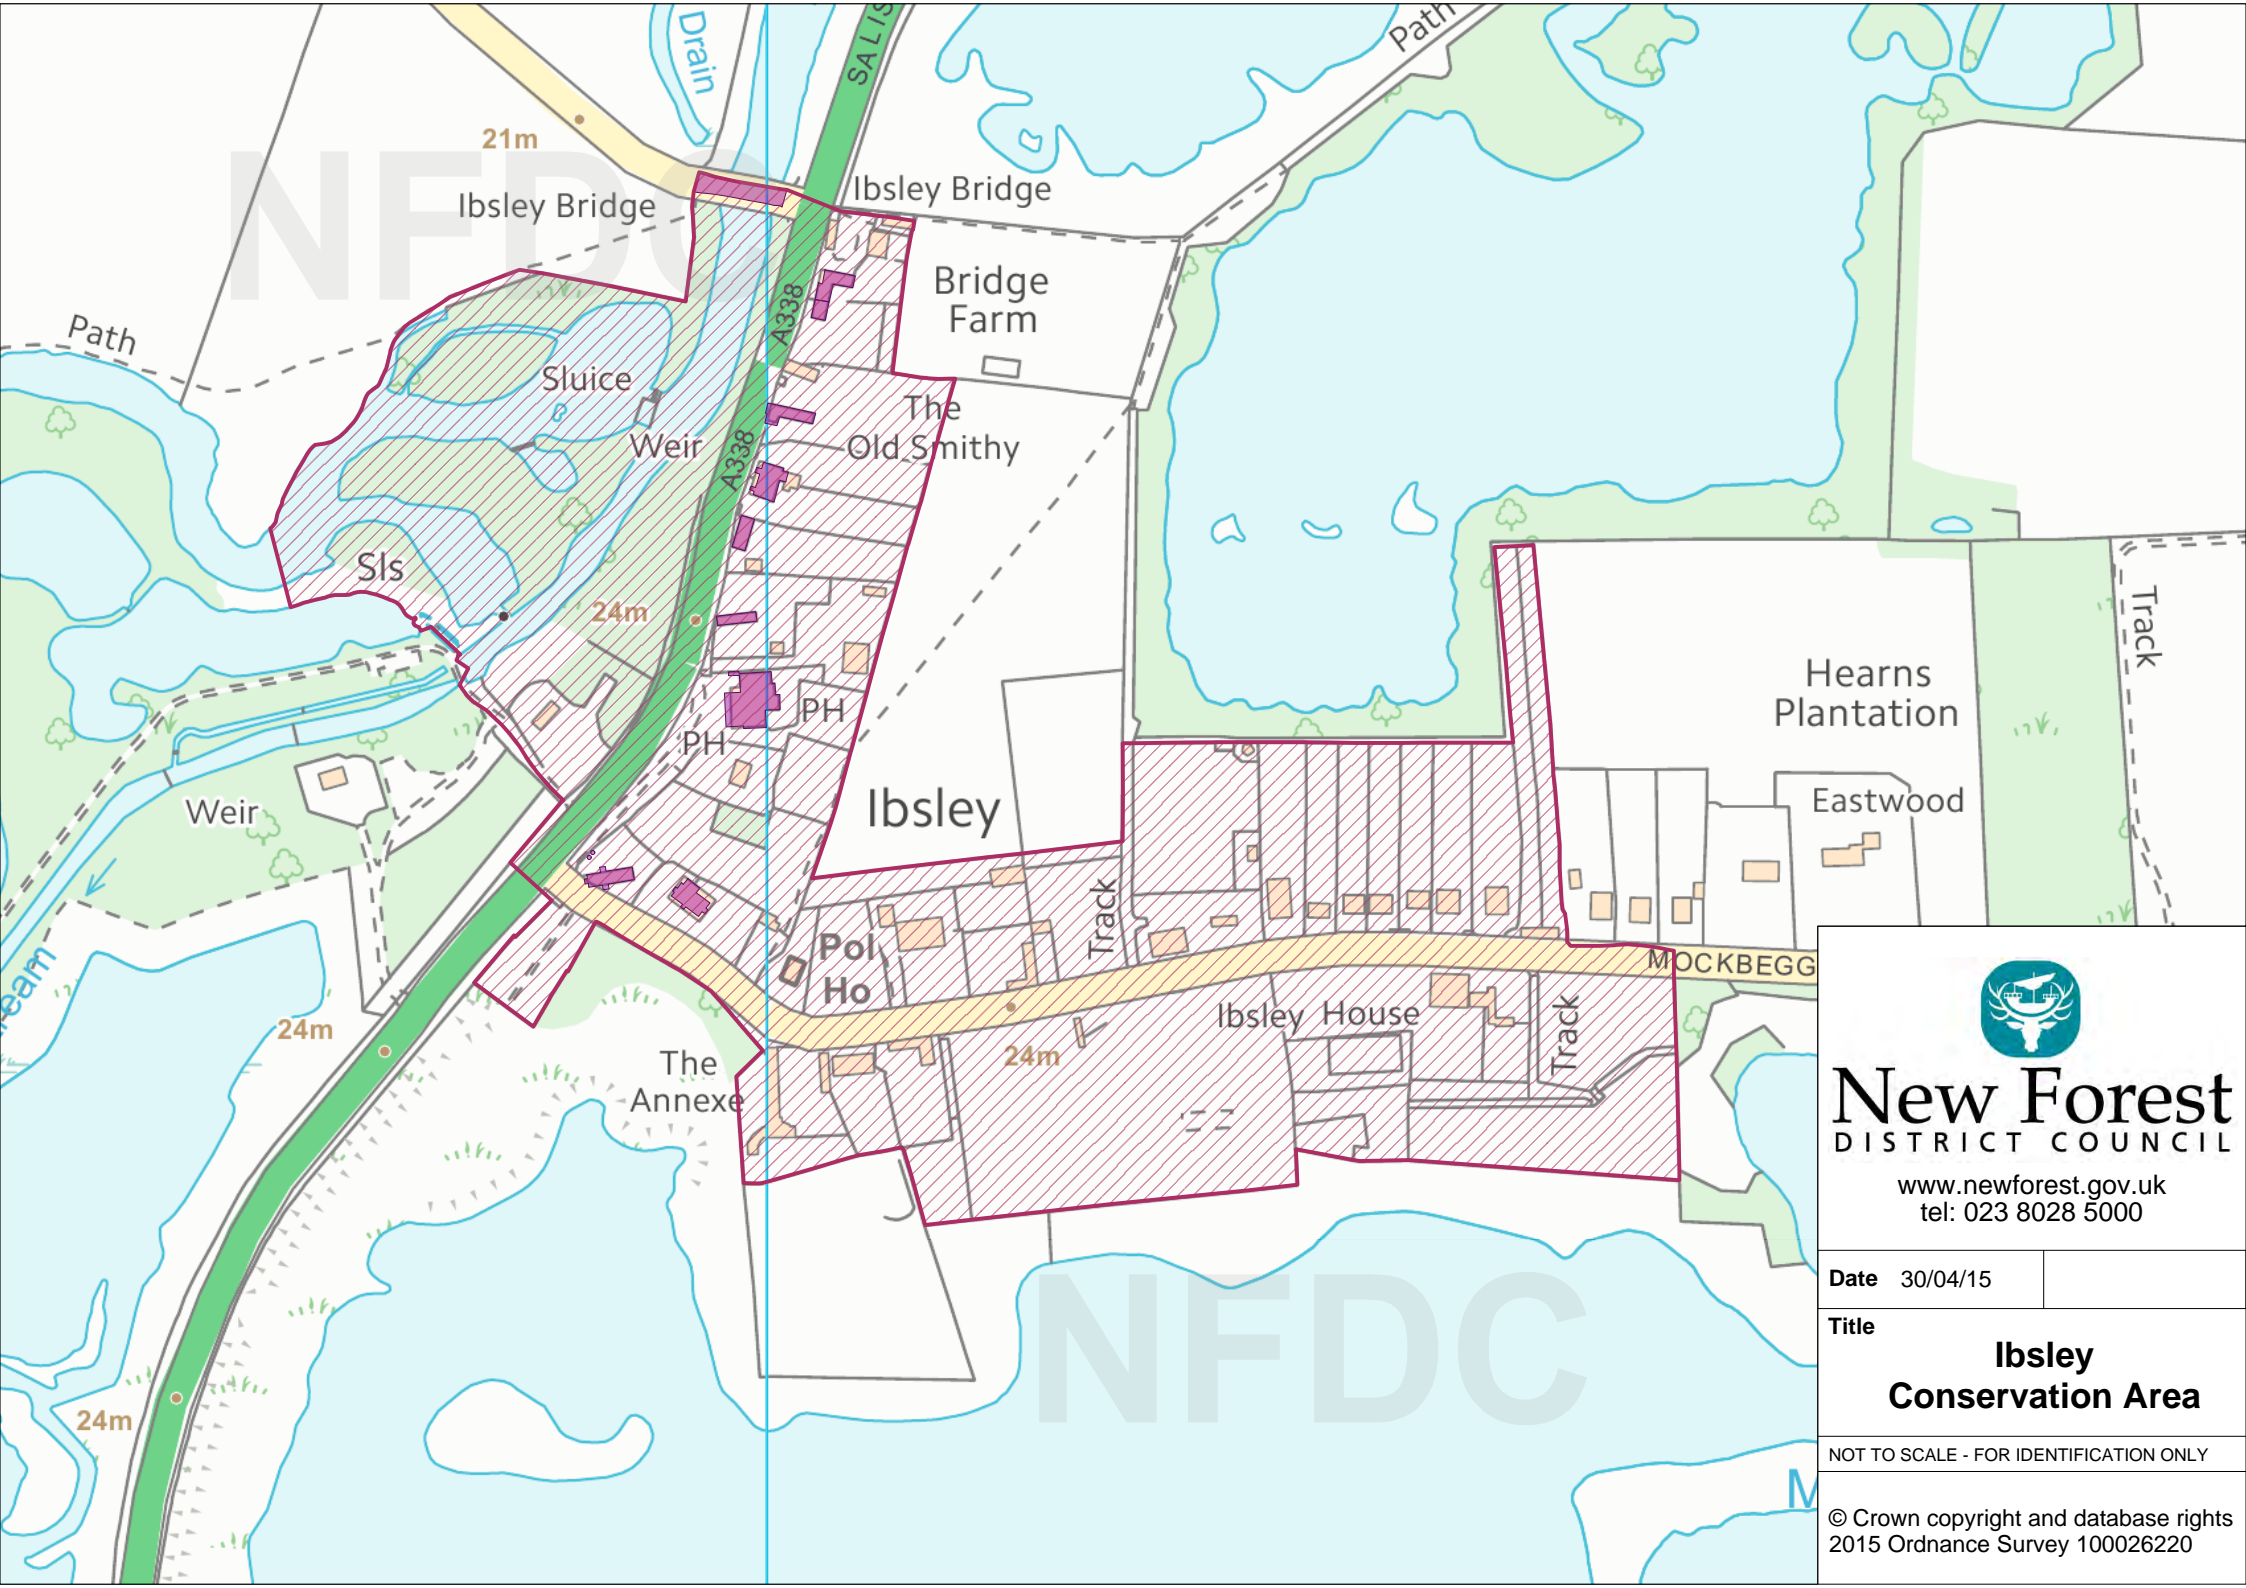 Drain
SALIS
Path
21m
NFDC
Ibsley Bridge
Ibsley Bridge
Bridge
Farm
A338
Path
Sluice
Weir
The
Old Smithy
A338
Sls
24m
Track
Hearns
Plantation
PH
PH
Ibsley
Weir
Eastwood
Track
Pol
Ho
MOCKBEGG
eam
24m
Ibsley House
Track
24m
The
Annexe
NFDC
24m
M
New Forest
DISTRICT COUNCIL
www.newforest.gov.uk
tel: 023 8028 5000
Date 30/04/15
Title
Ibsley
Conservation Area
NOT TO SCALE - FOR IDENTIFICATION ONLY
© Crown copyright and database rights
2015 Ordnance Survey 100026220